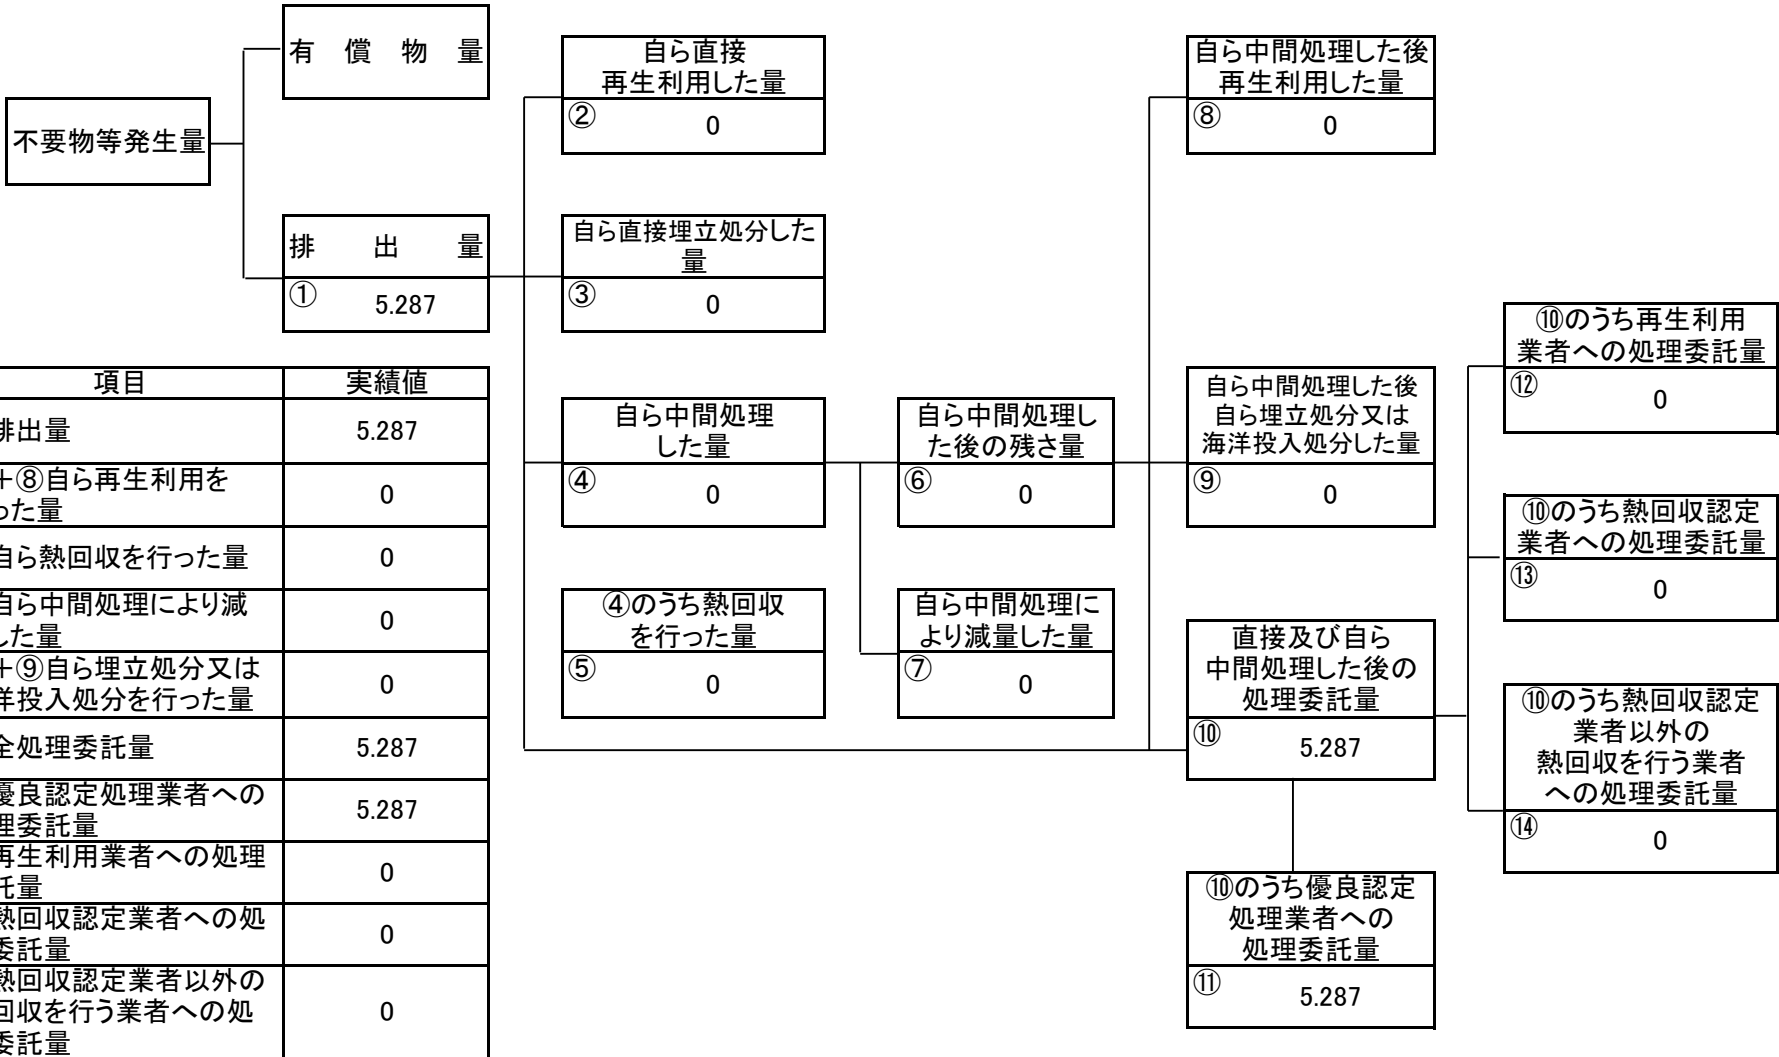 有償物量
不要物等発生量
排出量
① 5.287
自ら直接
再生利用した量
② 0
自ら直接埋立処分した
量
③ 0
自ら中間処理
した量
④ 0
④のうち熱回収
を行った量
⑤ 0
自ら中間処理し
た後の残さ量
⑥ 0
自ら中間処理に
より減量した量
⑦ 0
自ら中間処理した後
再生利用した量
⑧ 0
自ら中間処理した後
自ら埋立処分又は
海洋投入処分した量
⑨ 0
直接及び自ら
中間処理した後の
処理委託量
⑩ 5.287
⑩のうち優良認定
処理業者への
処理委託量
⑪ 5.287
⑩のうち再生利用
業者への処理委託量
⑫ 0
⑩のうち熱回収認定
業者への処理委託量
⑬ 0
⑩のうち熱回収認定
業者以外の
熱回収を行う業者
への処理委託量
⑭ 0
項目 実績値
排出量 5.287
+⑧自ら再生利用を
った量 0
自ら熱回収を行った量 0
自ら中間処理により減
した量 0
+⑨自ら埋立処分又は
洋投入処分を行った量 0
全処理委託量 5.287
優良認定処理業者への
理委託量 5.287
再生利用業者への処理
託量 0
熱回収認定業者への処
委託量 0
熱回収認定業者以外の
回収を行う業者への処
委託量 0